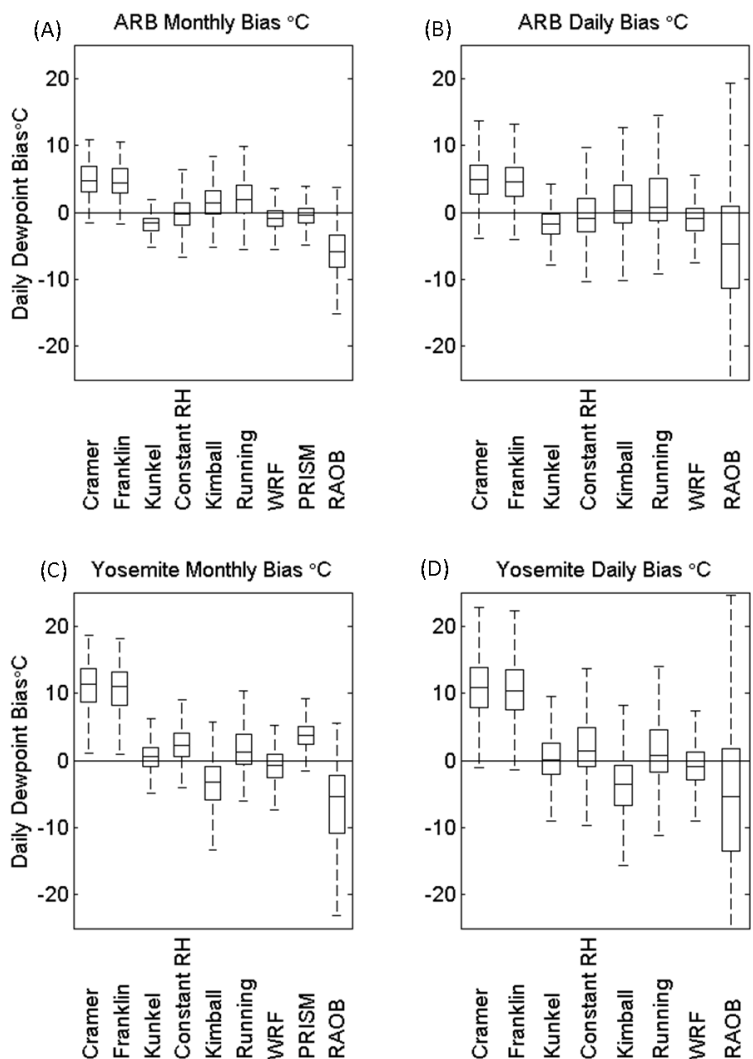 (A) ARB Monthly Bias °C
(B) ARB Daily Bias °C
Daily Dewpoint Bias°C
20
10
0
-10
-20
20
10
0
-10
-20
Cramer
Franklin
Kunkel
Constant RH
Kimball
Running
WRF
PRISM
RAOB
Cramer
Franklin
Kunkel
Constant RH
Kimball
Running
WRF
RAOB
(C) Yosemite Monthly Bias °C
(D) Yosemite Daily Bias °C
Daily Dewpoint Bias°C
20
10
0
-10
-20
20
10
0
-10
-20
Cramer
Franklin
Kunkel
Constant RH
Kimball
Running
WRF
PRISM
RAOB
Cramer
Franklin
Kunkel
Constant RH
Kimball
Running
WRF
RAOB